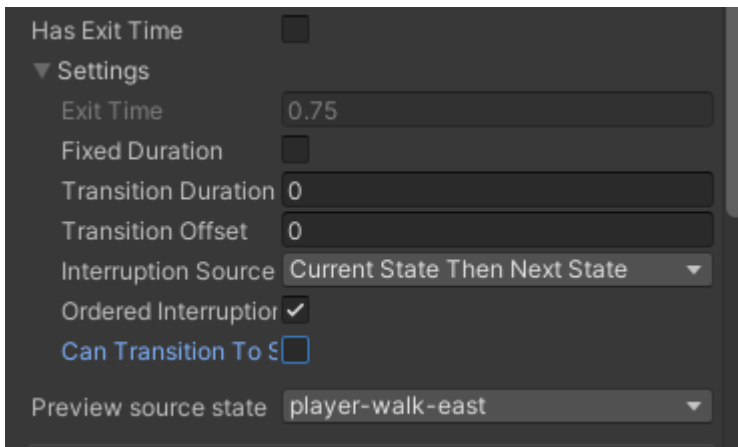 Has Exit Time
Settings
Exit Time 0.75
Fixed Duration
Transition Duration 0
Transition Offset 0
Interruption Source Current State Then Next State
Ordered Interruption
Can Transition To S
Preview source state player-walk-east